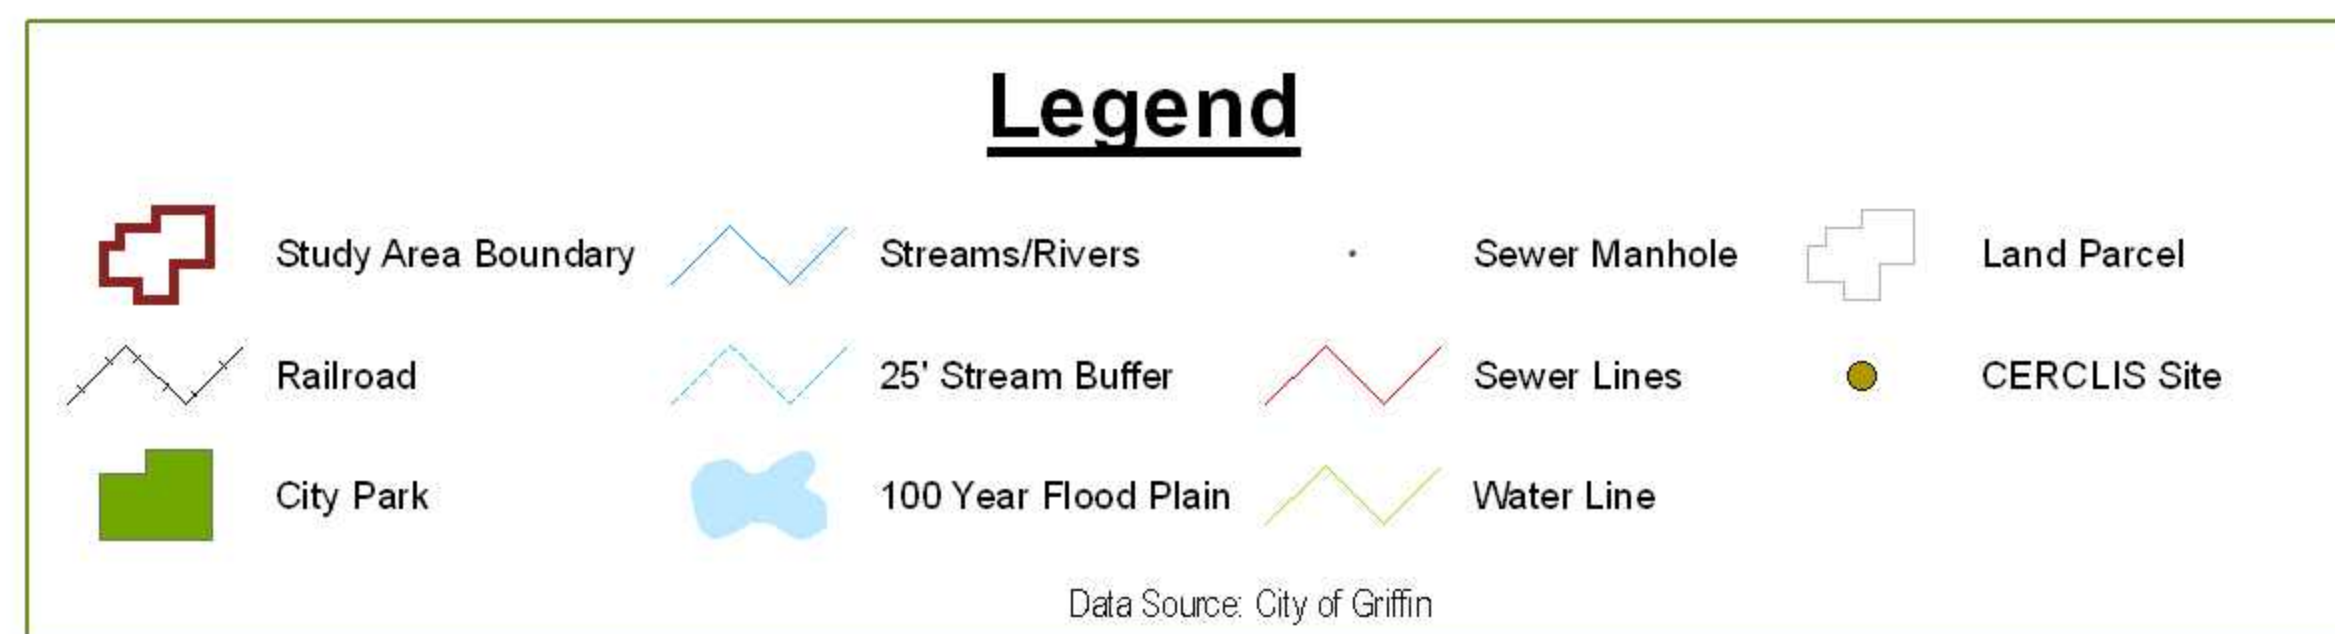 Legend
Study Area Boundary Streams/Rivers Sewer Manhole Land Parcel
Railroad 25' Stream Buffer Sewer Lines CERCLIS Site
City Park 100 Year Flood Plain Water Line
Data Source: City of Griffin